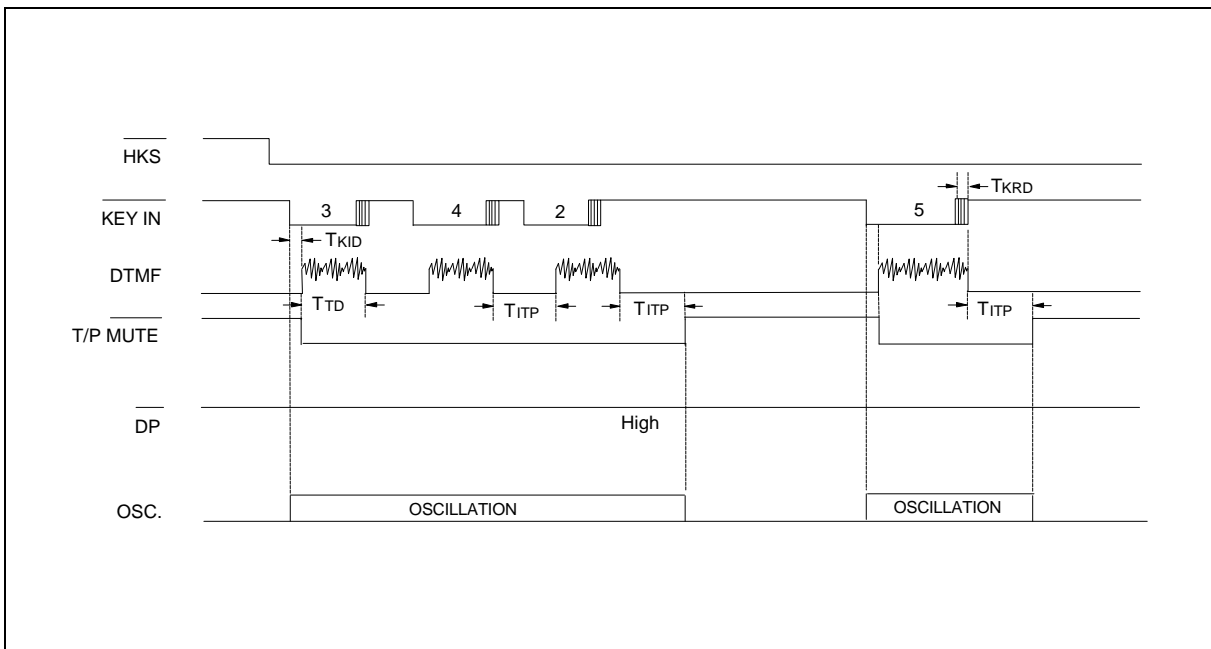 HKS
TKRD
KEY IN 3 4 2 5
TKID
DTMF
TTD TITP TITP TITP
T/P MUTE
DP High
OSC. OSCILLATION OSCILLATION